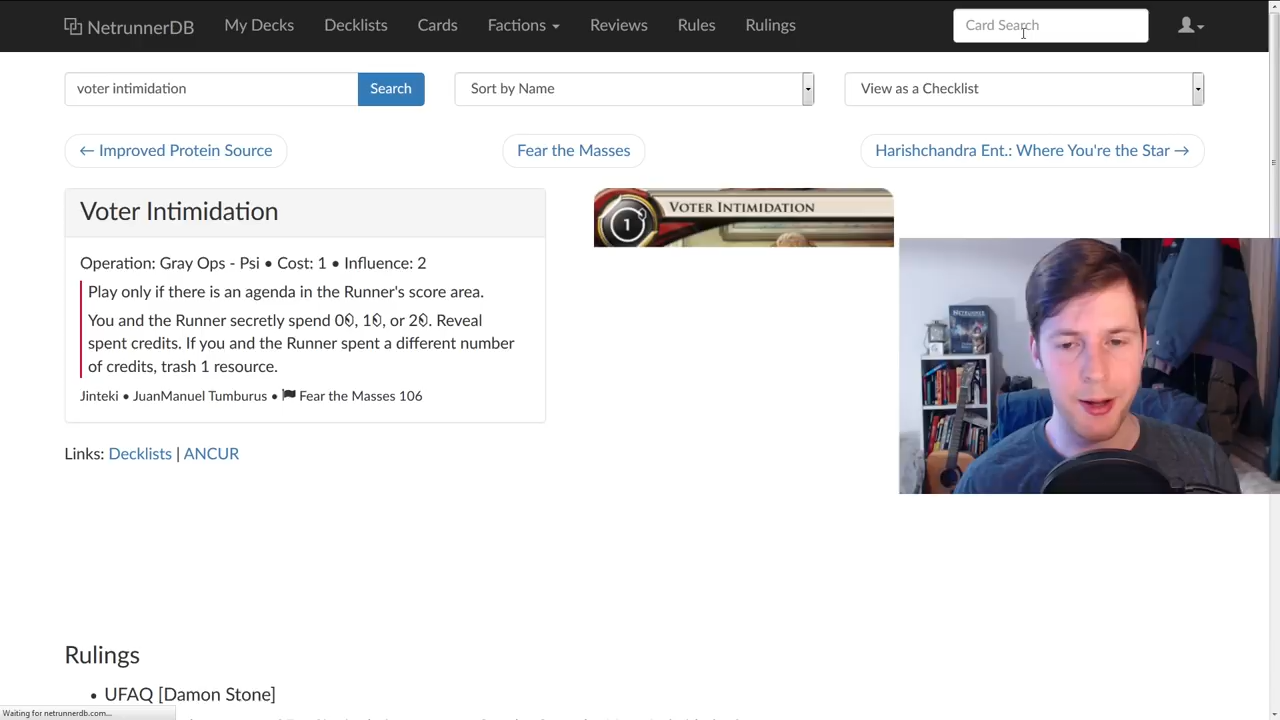 NetrunnerDB My Decks Decklists Cards Factions Reviews Rules Rulings Card Search
voter intimidation Search Sort by Name View as a Checklist
← Improved Protein Source Fear the Masses Harishchandra Ent.: Where You're the Star →
Voter Intimidation
VOTER INTIMIDATION
1
Operation: Gray Ops - Psi • Cost: 1 • Influence: 2
Play only if there is an agenda in the Runner's score area.
You and the Runner secretly spend 0, 1, or 2. Reveal
spent credits. If you and the Runner spent a different number
of credits, trash 1 resource.
Jinteki • JuanManuel Tumburus • Fear the Masses 106
NETRUNNER
Links: Decklists | ANCUR
Rulings
• UFAQ [Damon Stone]
Waiting for netrunnerdb.com...